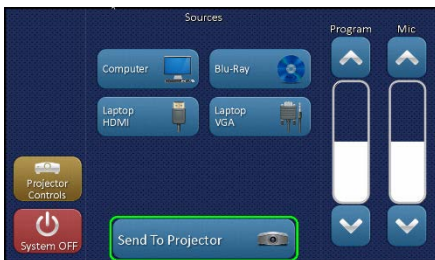 Sources
Program
Mic
Computer
Blu-Ray
Laptop
HDMI
Laptop
VGA
Projector
Controls
System OFF
Send To Projector